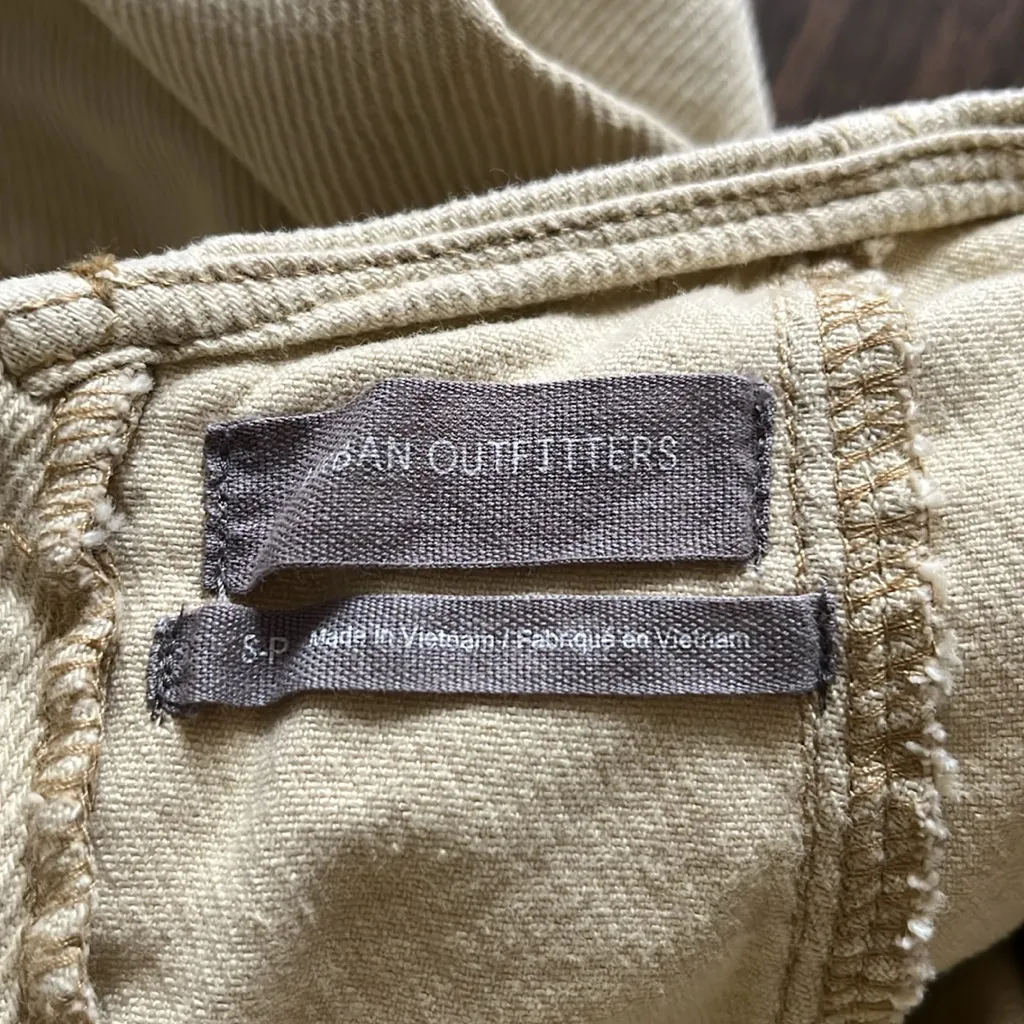 BAN OUTFITTERS
S-P Made in Vietnam / Fabriqué en Vietnam